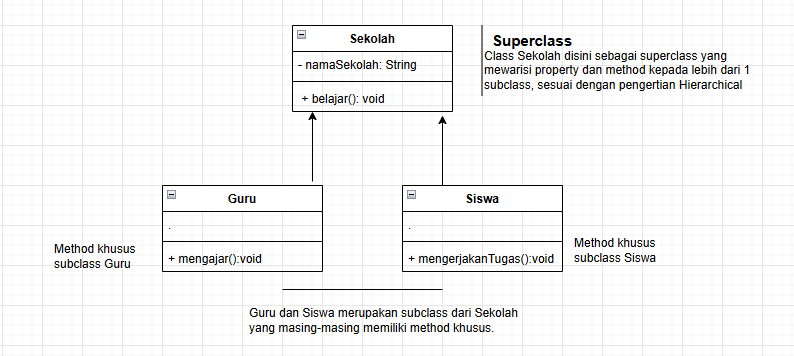 Sekolah
- namaSekolah: String
+ belajar(): void
Superclass
Class Sekolah disini sebagai superclass yang
mewarisi property dan method kepada lebih dari 1
subclass, sesuai dengan pengertian Hierarchical
Guru
.
+ mengajar():void
Siswa
.
+ mengerjakanTugas():void
Method khusus
subclass Guru
Method khusus
subclass Siswa
Guru dan Siswa merupakan subclass dari Sekolah
yang masing-masing memiliki method khusus.